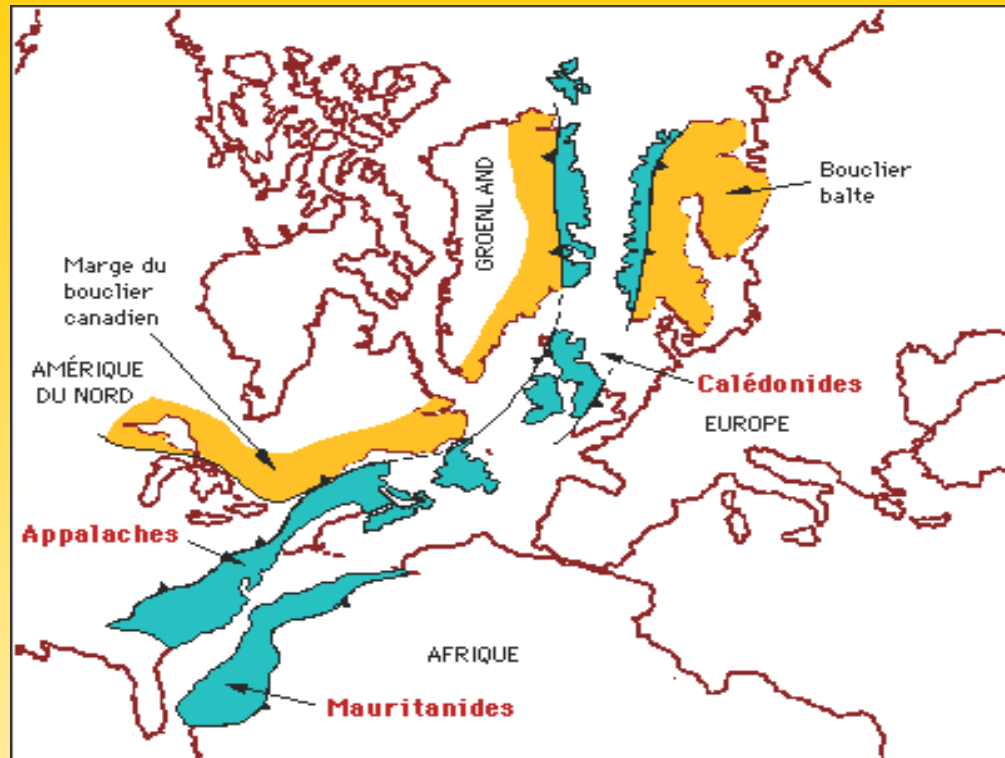 GROENLAND
Bouclier
balte
Marge du
bouclier
canadien
AMÉRIQUE
DU NORD
Calédonides
EUROPE
Appalaches
AFRIQUE
Mauritanides